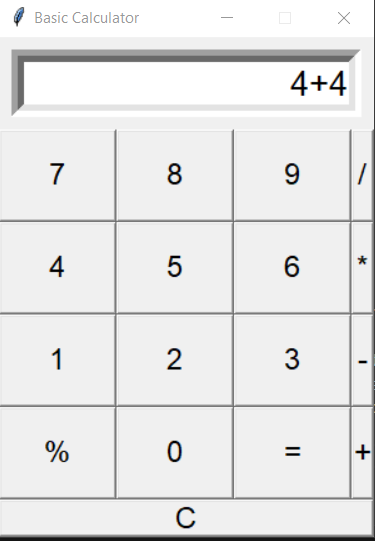 Basic Calculator
4+4
7 8 9 /
4 5 6 *
1 2 3 -
% 0 = +
C